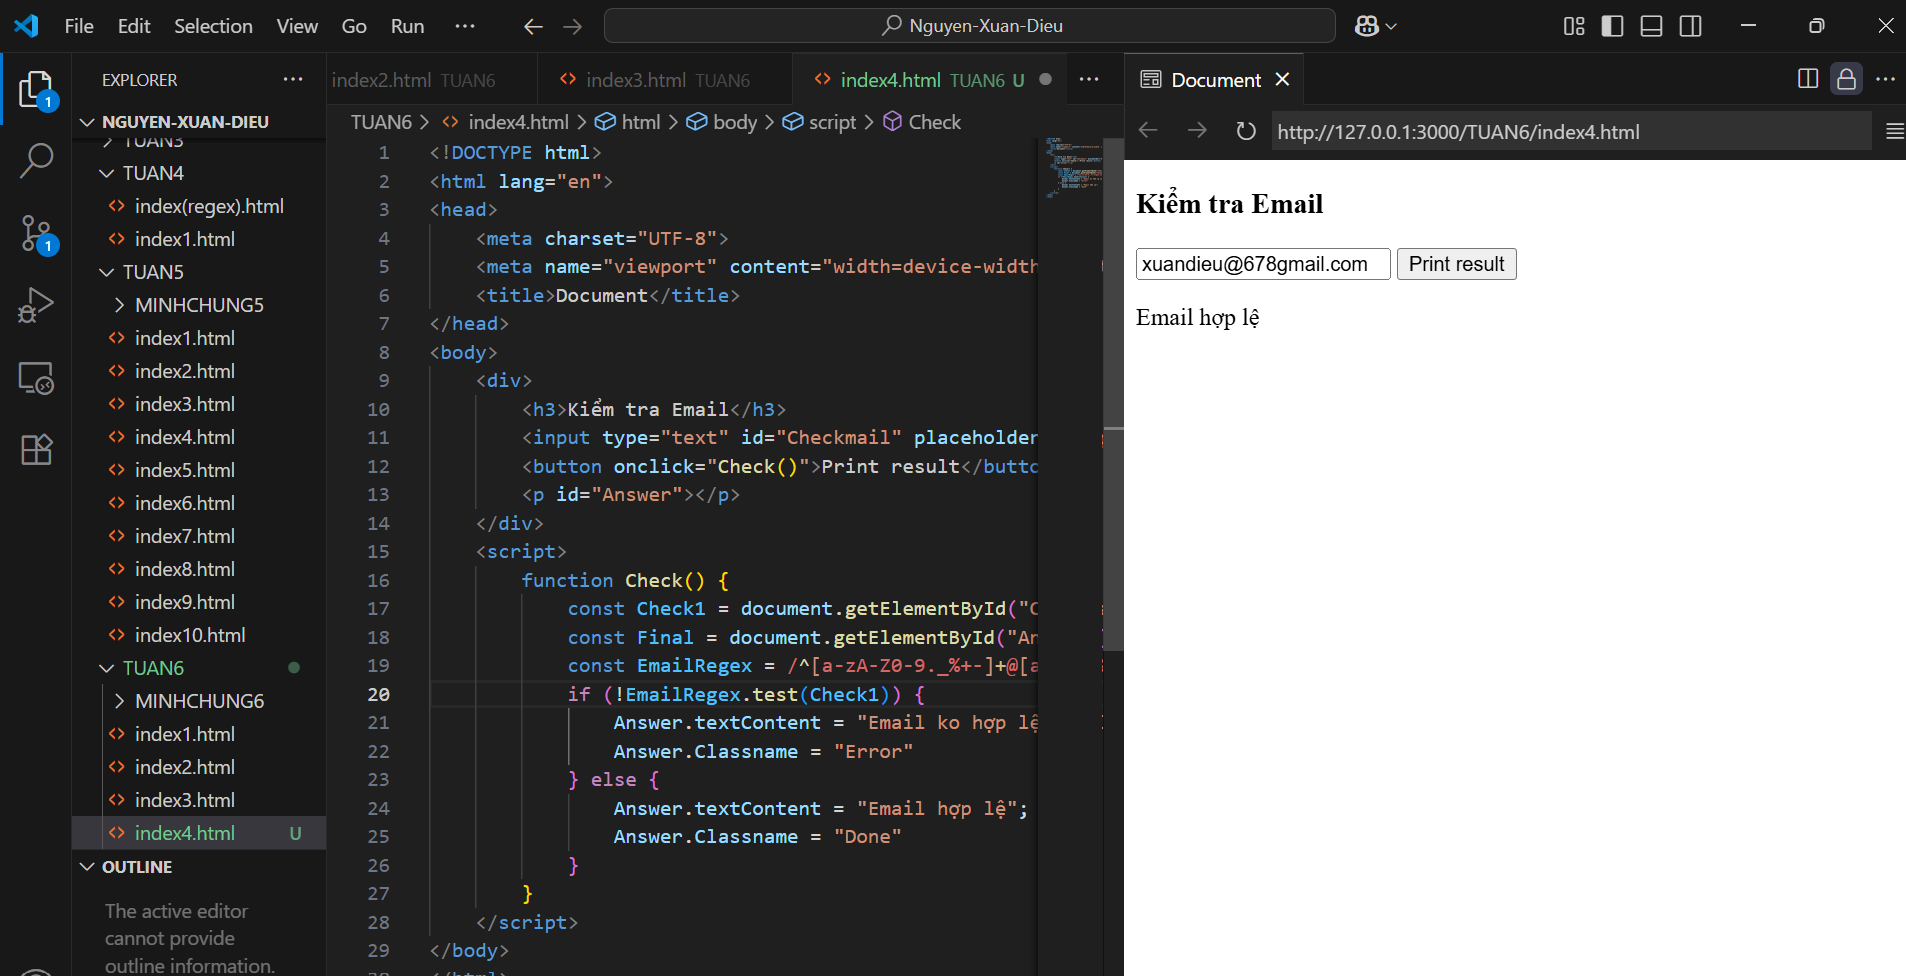 File Edit Selection View Go Run ··· Nguyen-Xuan-Dieu
EXPLORER ···
1
NGUYEN-XUAN-DIEU
TUAN3
TUAN4
index(regex).html
index1.html
1
TUAN5
MINHCHUNG5
index1.html
index2.html
index3.html
index4.html
index5.html
index6.html
index7.html
index8.html
index9.html
index10.html
TUAN6
MINHCHUNG6
index1.html
index2.html
index3.html
index4.html U
OUTLINE
The active editor
cannot provide
outline information.
index2.html TUAN6 index3.html TUAN6 index4.html TUAN6 U ···
TUAN6 > index4.html > html > body > script > Check
1 <!DOCTYPE html>
2 <html lang="en">
3 <head>
4 <meta charset="UTF-8">
5 <meta name="viewport" content="width=device-width
6 <title>Document</title>
7 </head>
8 <body>
9 <div>
10 <h3>Kiểm tra Email</h3>
11 <input type="text" id="Checkmail" placeholder
12 <button onclick="Check()">Print result</butto
13 <p id="Answer"></p>
14 </div>
15 <script>
16 function Check() {
17 const Check1 = document.getElementById("C
18 const Final = document.getElementById("An
19 const EmailRegex = /^[a-zA-Z0-9._%+-]+@[a
20 if (!EmailRegex.test(Check1)) {
21 Answer.textContent = "Email ko hợp lệ
22 Answer.Classname = "Error"
23 } else {
24 Answer.textContent = "Email hợp lệ";
25 Answer.Classname = "Done"
26 }
27 }
28 </script>
29 </body>
Document
http://127.0.0.1:3000/TUAN6/index4.html
Kiểm tra Email
xuandieu@678gmail.com Print result
Email hợp lệ